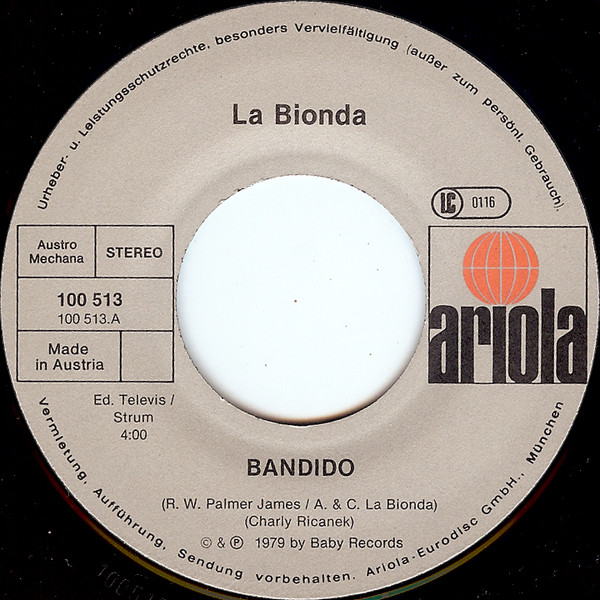 Urheber- u. Leistungsschutzrechte, besonders Vervielfältigung (außer zum persönl. Gebrauch).
La Bionda
LC 0116
Austro
Mechana
STEREO
100 513
100 513.A
Made
in Austria
ariola
Ed. Televis /
Strum
4:00
BANDIDO
(R. W. Palmer James / A. & C. La Bionda)
(Charly Ricanek)
© & ℗ 1979 by Baby Records
Vermietung, Aufführung, Sendung vorbehalten. Ariola-Eurodisc GmbH., München